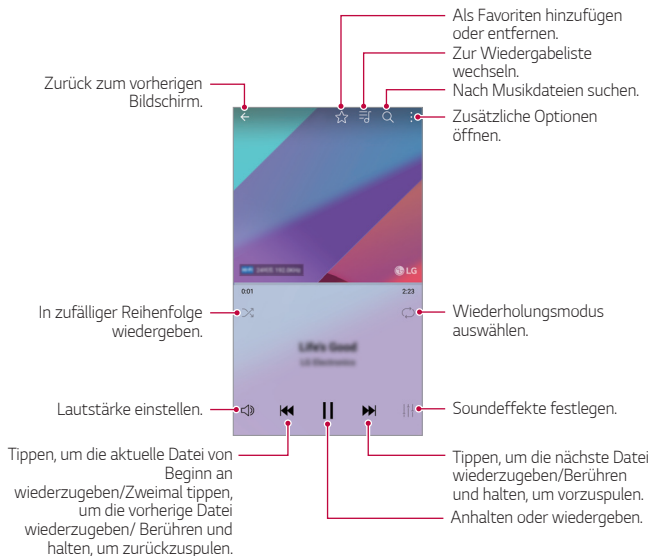 Als Favoriten hinzufügen
oder entfernen.
Zur Wiedergabeliste
wechseln.
Nach Musikdateien suchen.
Zusätzliche Optionen
öffnen.
Zurück zum vorherigen
Bildschirm.
LG
0:01
2:23
In zufälliger Reihenfolge
wiedergeben.
Wiederholungsmodus
auswählen.
Life's Good
LG Electronics
Lautstärke einstellen.
Soundeffekte festlegen.
Tippen, um die aktuelle Datei von
Beginn an
wiederzugeben/Zweimal tippen,
um die vorherige Datei
wiederzugeben/ Berühren und
halten, um zurückzuspulen.
Tippen, um die nächste Datei
wiederzugeben/Berühren
und halten, um vorzuspulen.
Anhalten oder wiedergeben.